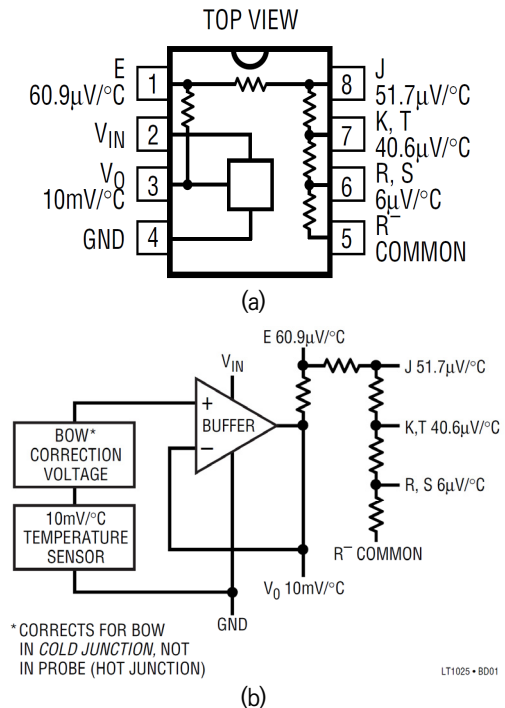 TOP VIEW
E
60.9µV/°C
1
8
J
51.7µV/°C
VIN
2
7
K, T
40.6µV/°C
VO
10mV/°C
3
6
R, S
6µV/°C
GND
4
5
R−
COMMON
(a)
E 60.9µV/°C
VIN
J 51.7µV/°C
+
BUFFER
−
BOW*
CORRECTION
VOLTAGE
K,T 40.6µV/°C
R, S 6µV/°C
10mV/°C
TEMPERATURE
SENSOR
R− COMMON
V0 10mV/°C
GND
* CORRECTS FOR BOW
IN COLD JUNCTION, NOT
IN PROBE (HOT JUNCTION)
LT1025 • BD01
(b)